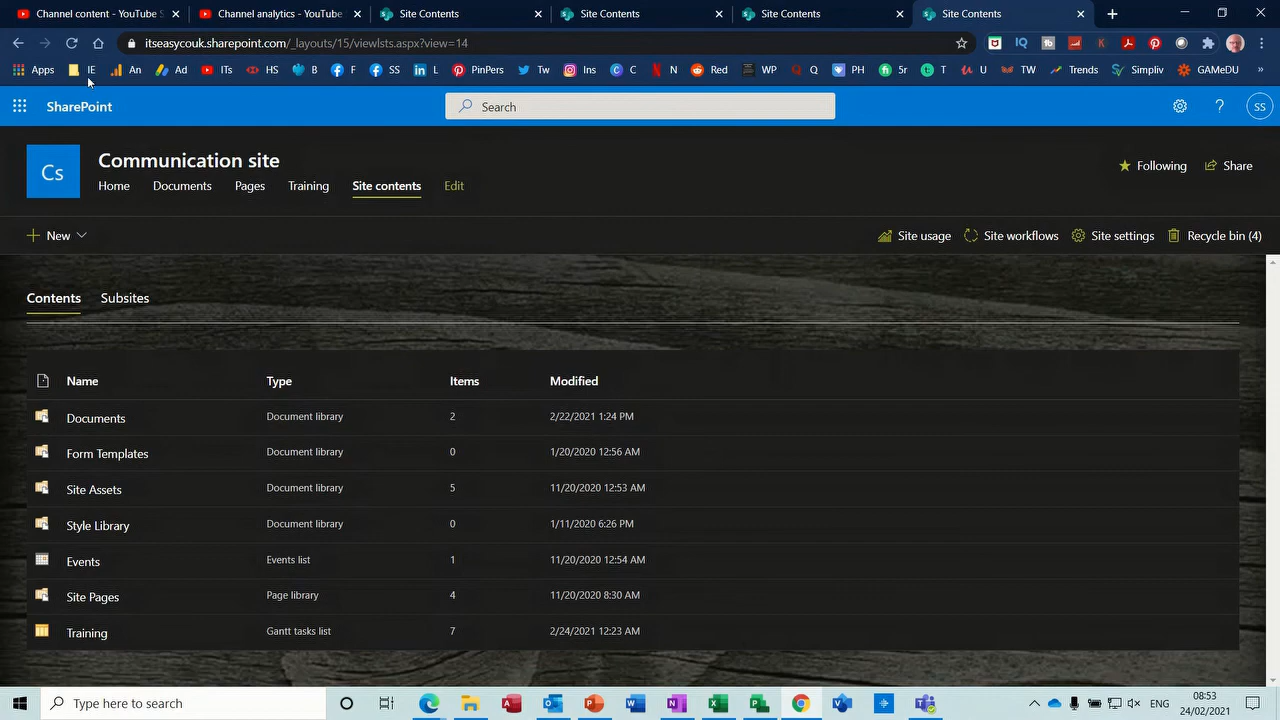 Channel content - YouTube S
Channel analytics - YouTube
Site Contents
Site Contents
Site Contents
Site Contents
itseasycouk.sharepoint.com/_layouts/15/viewlsts.aspx?view=14
Apps IE An Ad ITs HS B F SS L PinPers Tw Ins C N Red WP Q PH 5r T U TW Trends Simpliv GAMeDU »
SharePoint
Search
?
SS
Cs
Communication site
Home Documents Pages Training Site contents Edit
Following Share
New
Site usage Site workflows Site settings Recycle bin (4)
Contents Subsites
Name Type Items Modified
Documents Document library 2 2/22/2021 1:24 PM
Form Templates Document library 0 1/20/2020 12:56 AM
Site Assets Document library 5 11/20/2020 12:53 AM
Style Library Document library 0 1/11/2020 6:26 PM
Events Events list 1 11/20/2020 12:54 AM
Site Pages Page library 4 11/20/2020 8:30 AM
Training Gantt tasks list 7 2/24/2021 12:23 AM
Type here to search
ENG
08:53
24/02/2021